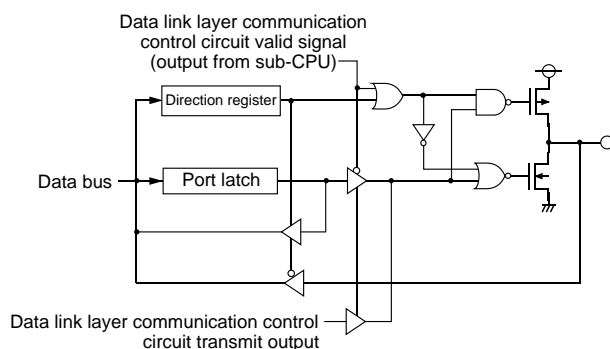 Data link layer communication
control circuit valid signal
(output from sub-CPU)
Direction register
Data bus
Port latch
Data link layer communication control
circuit transmit output